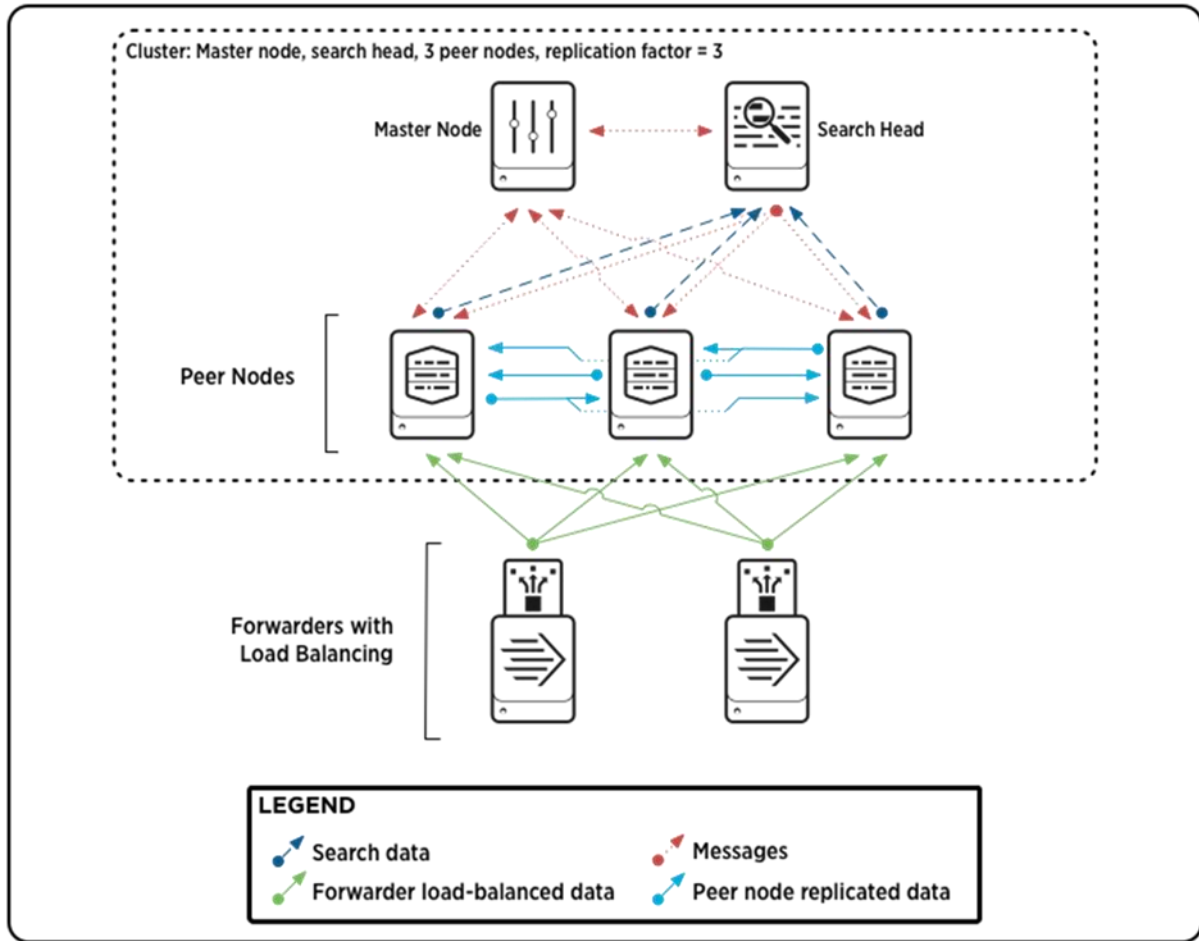 Cluster: Master node, search head, 3 peer nodes, replication factor = 3
Master Node
Search Head
Peer Nodes
Forwarders with
Load Balancing
LEGEND
Search data
Messages
Forwarder load-balanced data
Peer node replicated data